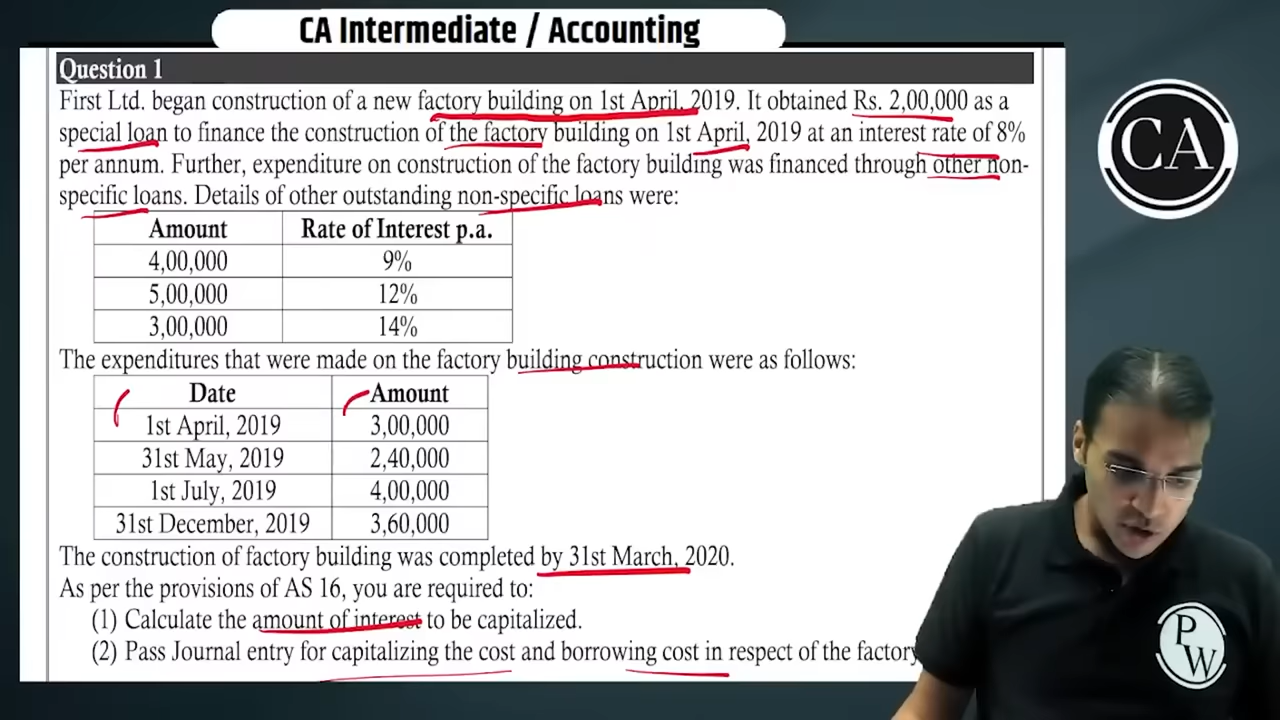 CA Intermediate / Accounting
Question 1
First Ltd. began construction of a new factory building on 1st April, 2019. It obtained Rs. 2,00,000 as a
special loan to finance the construction of the factory building on 1st April, 2019 at an interest rate of 8%
per annum. Further, expenditure on construction of the factory building was financed through other non-
specific loans. Details of other outstanding non-specific loans were:
Amount Rate of Interest p.a.
4,00,000 9%
5,00,000 12%
3,00,000 14%
The expenditures that were made on the factory building construction were as follows:
Date Amount
1st April, 2019 3,00,000
31st May, 2019 2,40,000
1st July, 2019 4,00,000
31st December, 2019 3,60,000
The construction of factory building was completed by 31st March, 2020.
As per the provisions of AS 16, you are required to:
(1) Calculate the amount of interest to be capitalized.
(2) Pass Journal entry for capitalizing the cost and borrowing cost in respect of the factory
CA
P
W